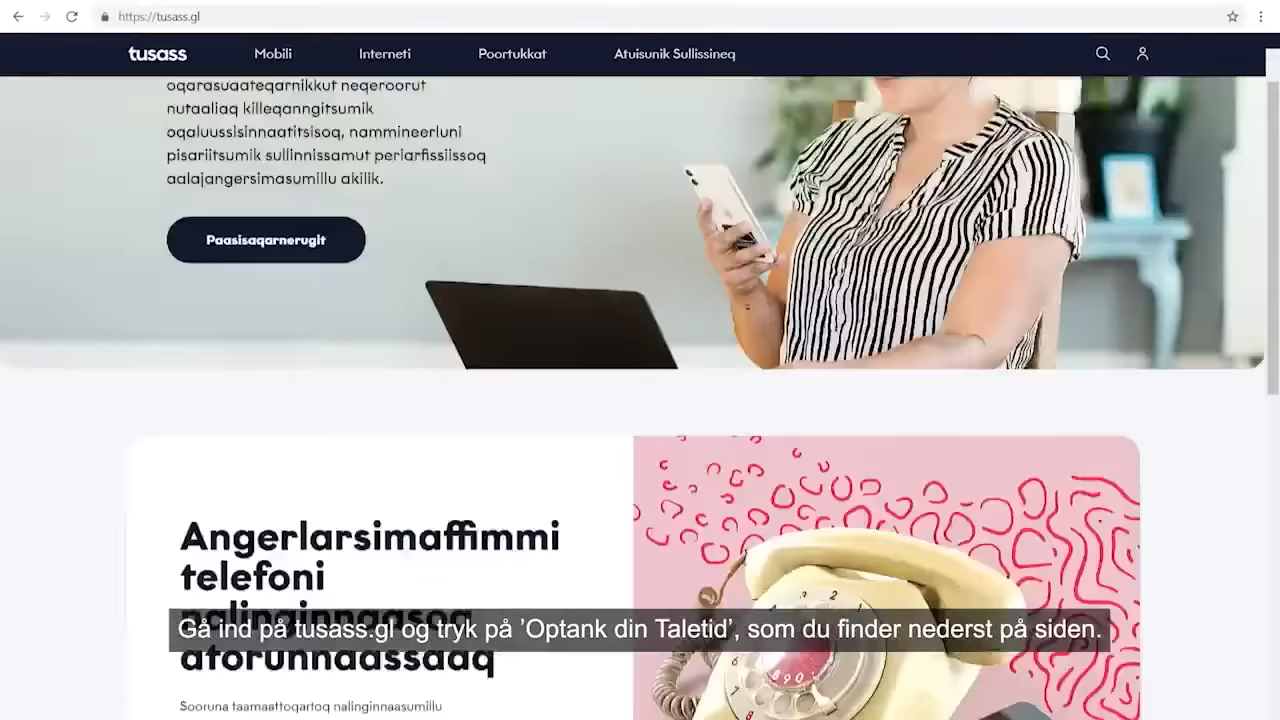 https://tusass.gl
tusass Mobili Interneti Poortukkat Atuisunik Sullissineq
oqarasuaateqarnikkut neqeroorut
nutaaliaq killeqanngitsumik
oqaluussisinnaatitsisoq, nammineerluni
pisariitsumik sullinnissamut periarfissiissoq
aalajangersimasumillu akilik.
Paasisaqarnerugit
Angerlarsimaffimmi
telefoni
nalinginnaasoq
atorunnaassaaq
Gå ind på tusass.gl og tryk på ’Optank din Taletid’, som du finder nederst på siden.
Sooruna taamaattoqartoq nalinginnaasumillu